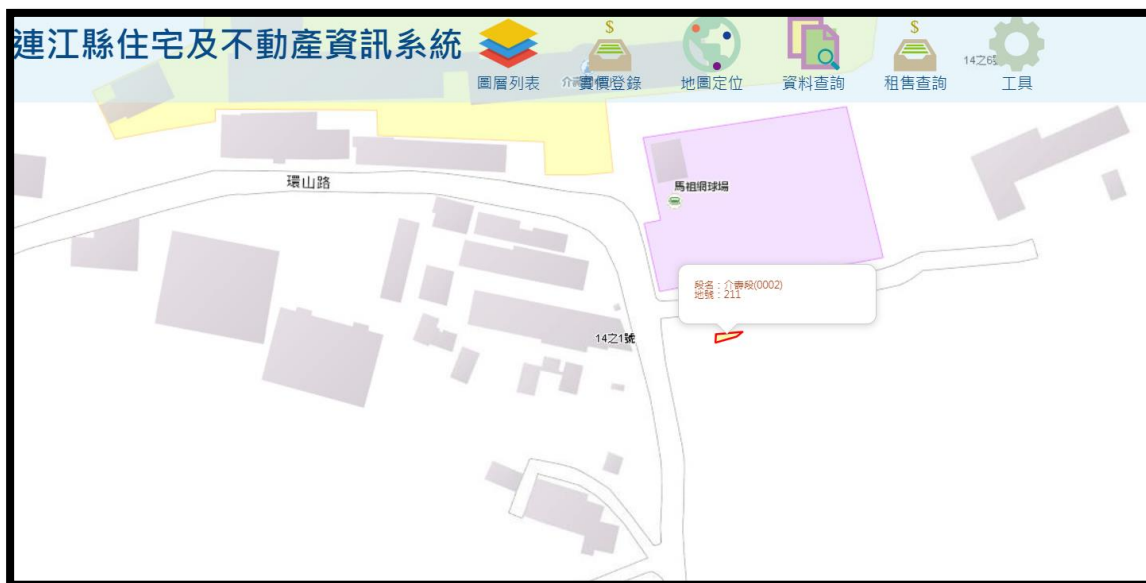 連江縣住宅及不動產資訊系統
$
$
圖層列表
實價登錄
地圖定位
資料查詢
租售查詢
工具
環山路
馬祖網球場
段名：介壽段(0002)
地號：211
14之1號